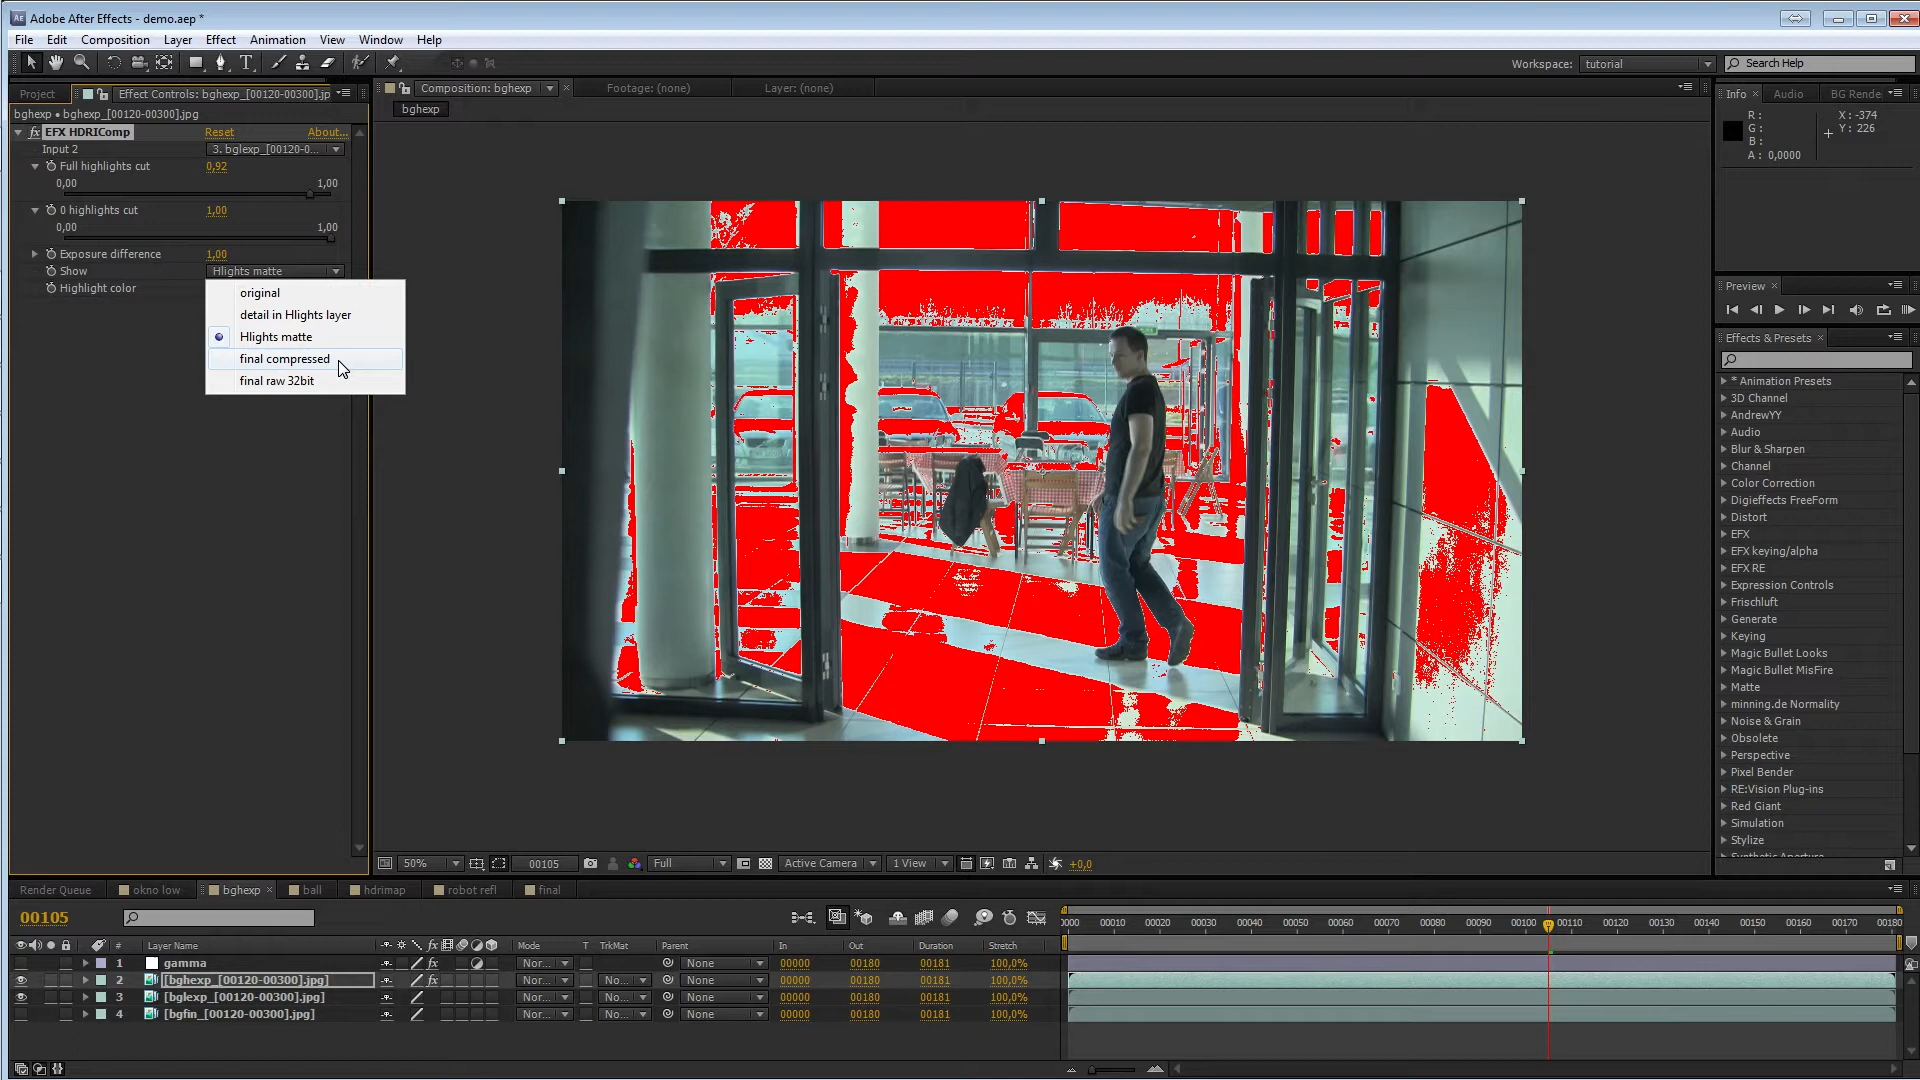 Adobe After Effects - demo.aep *
File Edit Composition Layer Effect Animation View Window Help
Workspace: tutorial Search Help
Project Effect Controls: bghexp_[00120-00300].jp
bghexp • bghexp_[00120-00300].jpg
fx EFX HDRIComp Reset About...
Input 2 3. bglexp_[00120-0...
Full highlights cut 0,92
0,00 1,00
0 highlights cut 1,00
0,00 1,00
Exposure difference 1,00
Show Hlights matte
Highlight color
original
detail in Hlights layer
Hlights matte
final compressed
final raw 32bit
Composition: bghexp Footage: (none) Layer: (none)
bghexp
50% 00105 Full Active Camera 1 View +0,0
Info Audio BG Rende
R: X: -374
G: Y: 226
B:
A: 0,0000
Preview
Effects & Presets
* Animation Presets
3D Channel
AndrewYY
Audio
Blur & Sharpen
Channel
Color Correction
Digieffects FreeForm
Distort
EFX
EFX keying/alpha
EFX RE
Expression Controls
Frischluft
Generate
Keying
Magic Bullet Looks
Magic Bullet MisFire
Matte
minning.de Normality
Noise & Grain
Obsolete
Perspective
Pixel Bender
RE:Vision Plug-ins
Red Giant
Simulation
Stylize
Synthetic Aperture
Render Queue okno low bghexp ball hdrimap robot refl final
00105
:000 00010 00020 00030 00040 00050 00060 00070 00080 00090 00100 00110 00120 00130 00140 00150 00160 00170 00180
# Layer Name fx Mode T TrkMat Parent In Out Duration Stretch
1 gamma fx Nor... None 00000 00180 00181 100,0%
2 [bghexp_[00120-00300].jpg] fx Nor... No... None 00000 00180 00181 100,0%
3 [bglexp_[00120-00300].jpg] Nor... No... None 00000 00180 00181 100,0%
4 [bgfin_[00120-00300].jpg] Nor... No... None 00000 00180 00181 100,0%